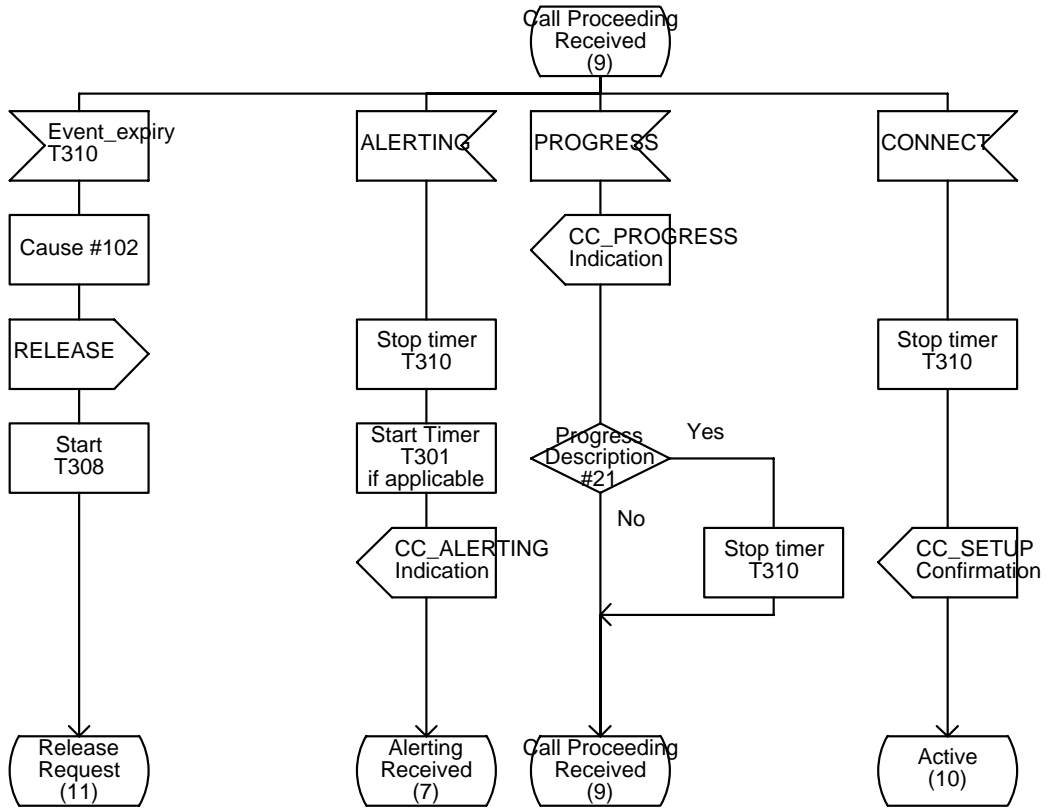 Call Proceeding
Received
(9)
Event_expiry
T310
ALERTING
PROGRESS
CONNECT
Cause #102
CC_PROGRESS
Indication
RELEASE
Stop timer
T310
Stop timer
T310
Start
T308
Start Timer
T301
if applicable
Progress
Description
#21
Yes
No
CC_ALERTING
Indication
Stop timer
T310
CC_SETUP
Confirmation
Release
Request
(11)
Alerting
Received
(7)
Call Proceeding
Received
(9)
Active
(10)